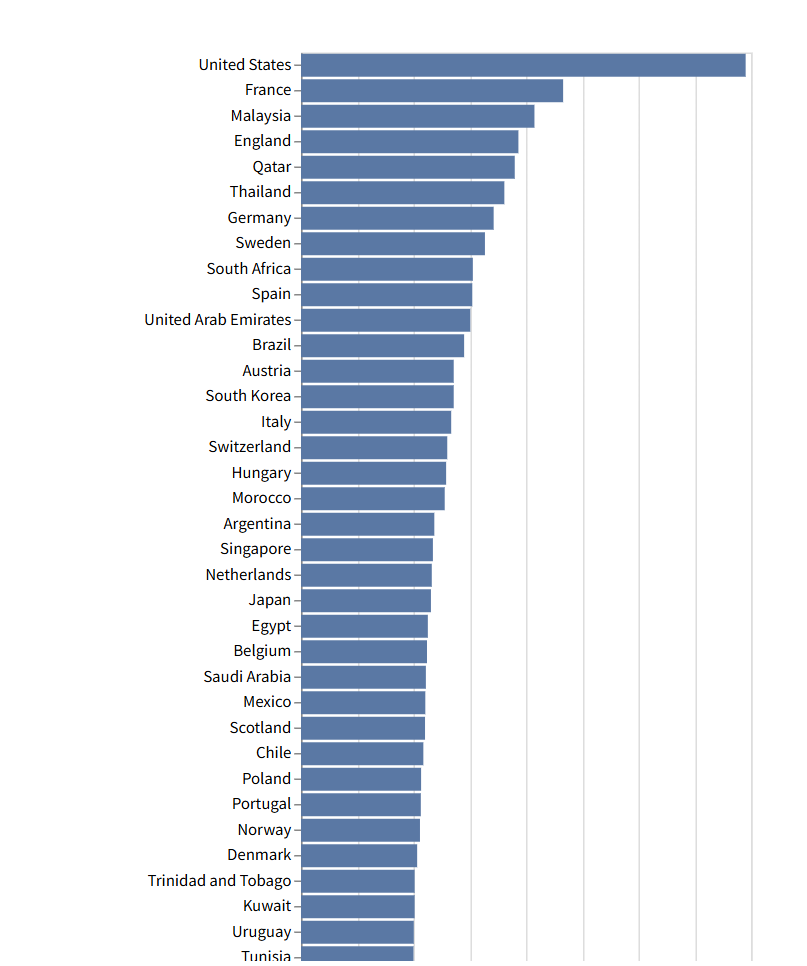 United States
France
Malaysia
England
Qatar
Thailand
Germany
Sweden
South Africa
Spain
United Arab Emirates
Brazil
Austria
South Korea
Italy
Switzerland
Hungary
Morocco
Argentina
Singapore
Netherlands
Japan
Egypt
Belgium
Saudi Arabia
Mexico
Scotland
Chile
Poland
Portugal
Norway
Denmark
Trinidad and Tobago
Kuwait
Uruguay
Tunisia